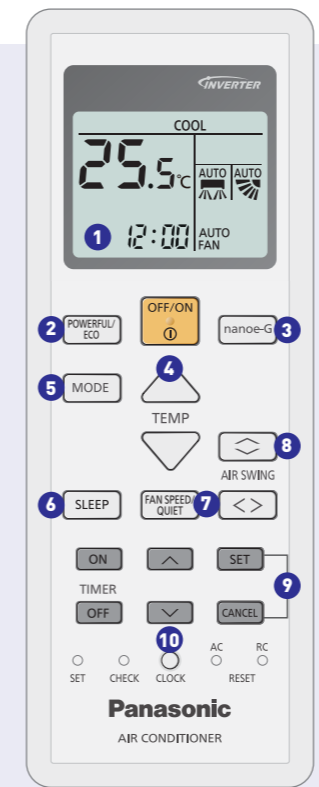 INVERTER
COOL
25.5°C
AUTO AUTO
1 12:00 AUTO
FAN
OFF/ON
2 POWERFUL/
ECO
nanoe-G 3
4
5 MODE
TEMP
8
AIR SWING
6 SLEEP
FAN SPEED/
QUIET
7 < >
ON
SET
TIMER
9
OFF
CANCEL
10
AC RC
SET CHECK CLOCK RESET
Panasonic
AIR CONDITIONER